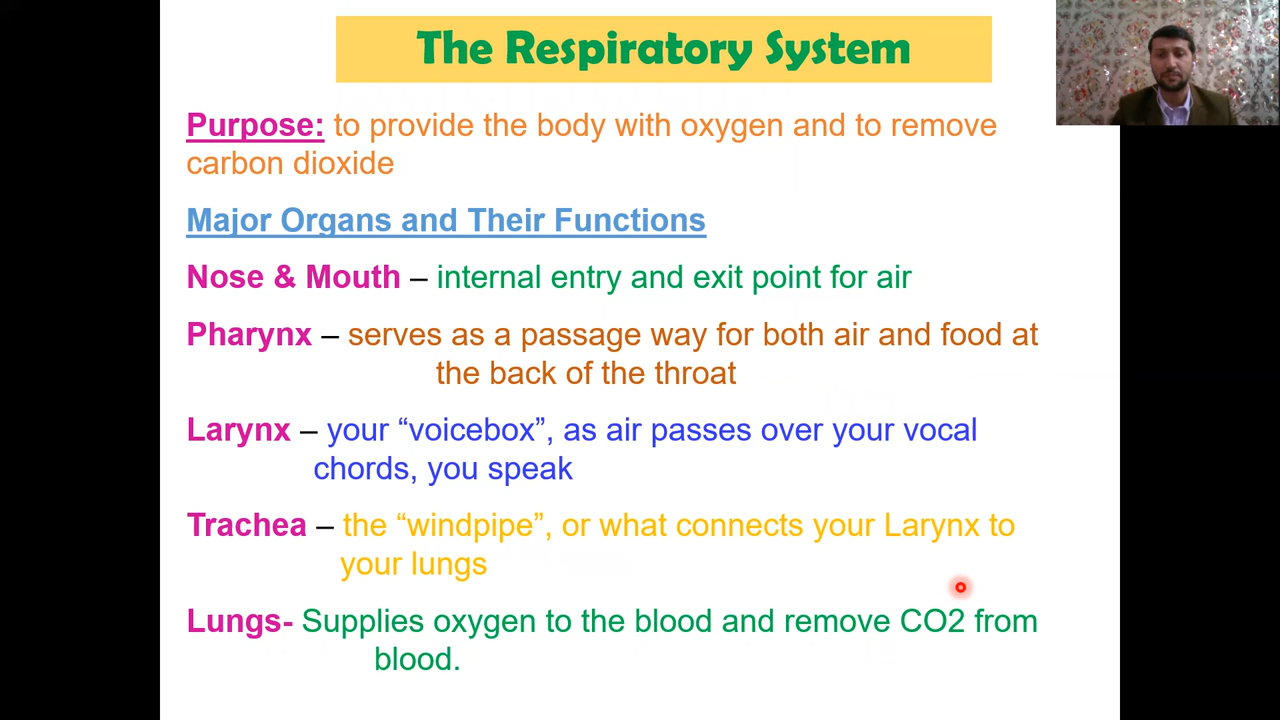 The Respiratory System
Purpose: to provide the body with oxygen and to remove
carbon dioxide
Major Organs and Their Functions
Nose & Mouth – internal entry and exit point for air
Pharynx – serves as a passage way for both air and food at
the back of the throat
Larynx – your “voicebox”, as air passes over your vocal
chords, you speak
Trachea – the “windpipe”, or what connects your Larynx to
your lungs
Lungs- Supplies oxygen to the blood and remove CO2 from
blood.